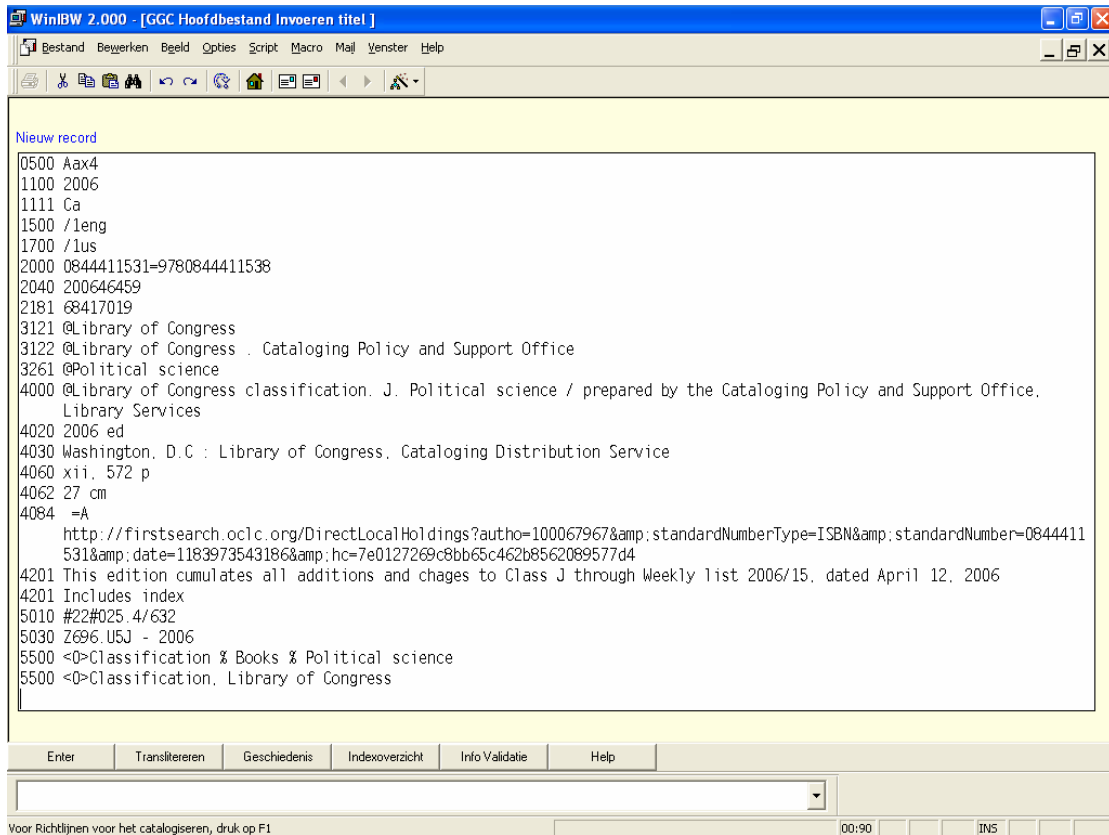 WinIBW 2.000 - [GGC Hoofdbestand Invoeren titel ]
Bestand Bewerken Beeld Opties Script Macro Mail Venster Help
Nieuw record
0500 Aax4
1100 2006
1111 Ca
1500 /1eng
1700 /1us
2000 0844411531=9780844411538
2040 200646459
2181 68417019
3121 @Library of Congress
3122 @Library of Congress . Cataloging Policy and Support Office
3261 @Political science
4000 @Library of Congress classification. J. Political science / prepared by the Cataloging Policy and Support Office,
Library Services
4020 2006 ed
4030 Washington, D.C : Library of Congress, Cataloging Distribution Service
4060 xii, 572 p
4062 27 cm
4084 =A
http://firstsearch.oclc.org/DirectLocalHoldings?autho=100067967&amp;standardNumberType=ISBN&amp;standardNumber=0844411
531&amp;date=1183973543186&amp;hc=7e0127269c8bb65c462b8562089577d4
4201 This edition cumulates all additions and chages to Class J through Weekly list 2006/15, dated April 12, 2006
4201 Includes index
5010 #22#025.4/632
5030 Z696.U5J - 2006
5500 <0>Classification % Books % Political science
5500 <0>Classification, Library of Congress
Enter Translitereren Geschiedenis Indexoverzicht Info Validatie Help
Voor Richtlijnen voor het catalogiseren, druk op F1 00:90 INS